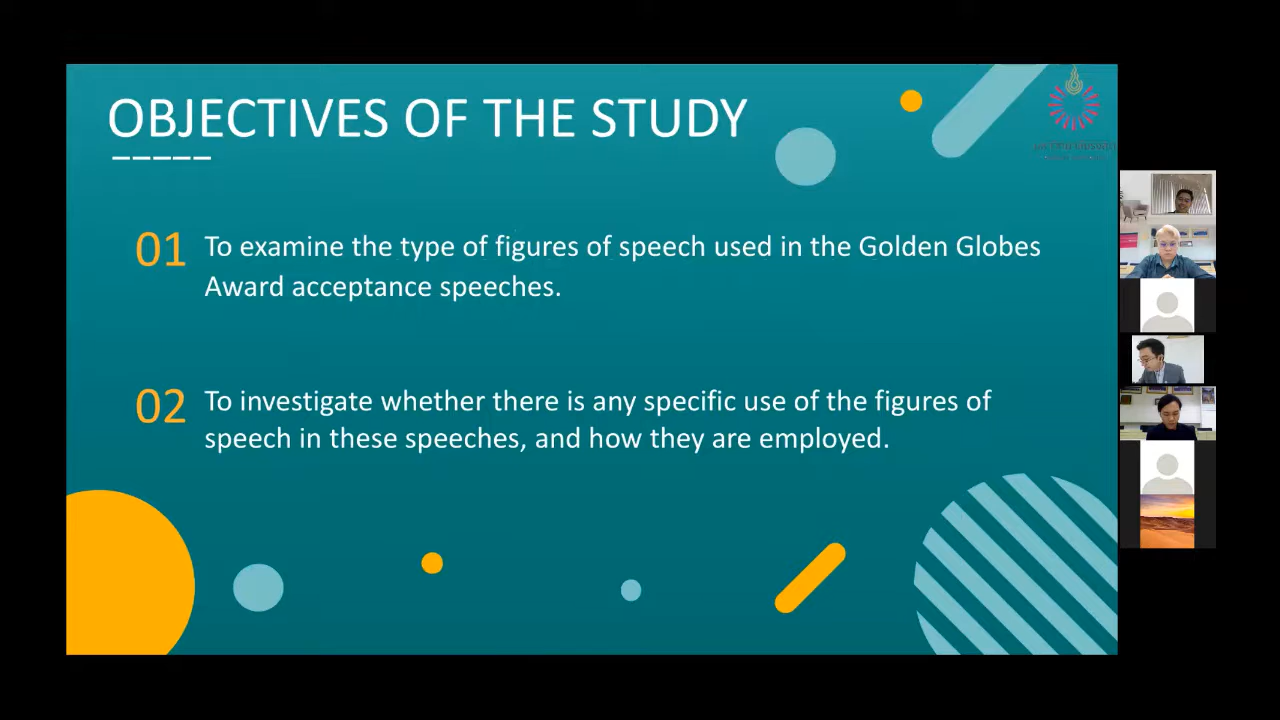 OBJECTIVES OF THE STUDY
01
To examine the type of figures of speech used in the Golden Globes
Award acceptance speeches.
02
To investigate whether there is any specific use of the figures of
speech in these speeches, and how they are employed.